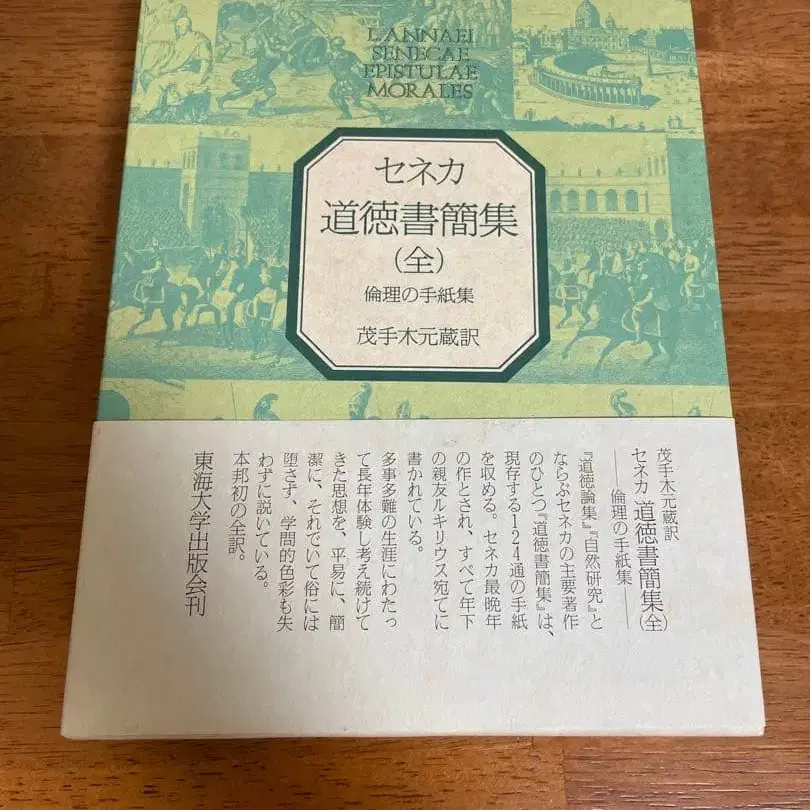 L. ANNAEI
SENECAE
EPISTULAE
MORALES
セネカ
道徳書簡集
(全)
倫理の手紙集
茂手木元蔵訳
茂手木元蔵訳
セネカ 道徳書簡集(全)
──倫理の手紙集──
『道徳論集』『自然研究』と
ならぶセネカの主要著作
のひとつ『道徳書簡集』は、
現存する124通の手紙
を収める。セネカ最晩年
の作とされ、すべて年下
の親友ルキリウス宛てに
書かれている。
多事多難の生涯にわたっ
て長年体験し考え続けて
きた思想を、平易に、簡
潔に、それでいて俗には
堕さず、学問的色彩も失
わずに説いている。
本邦初の全訳。
東海大学出版会刊